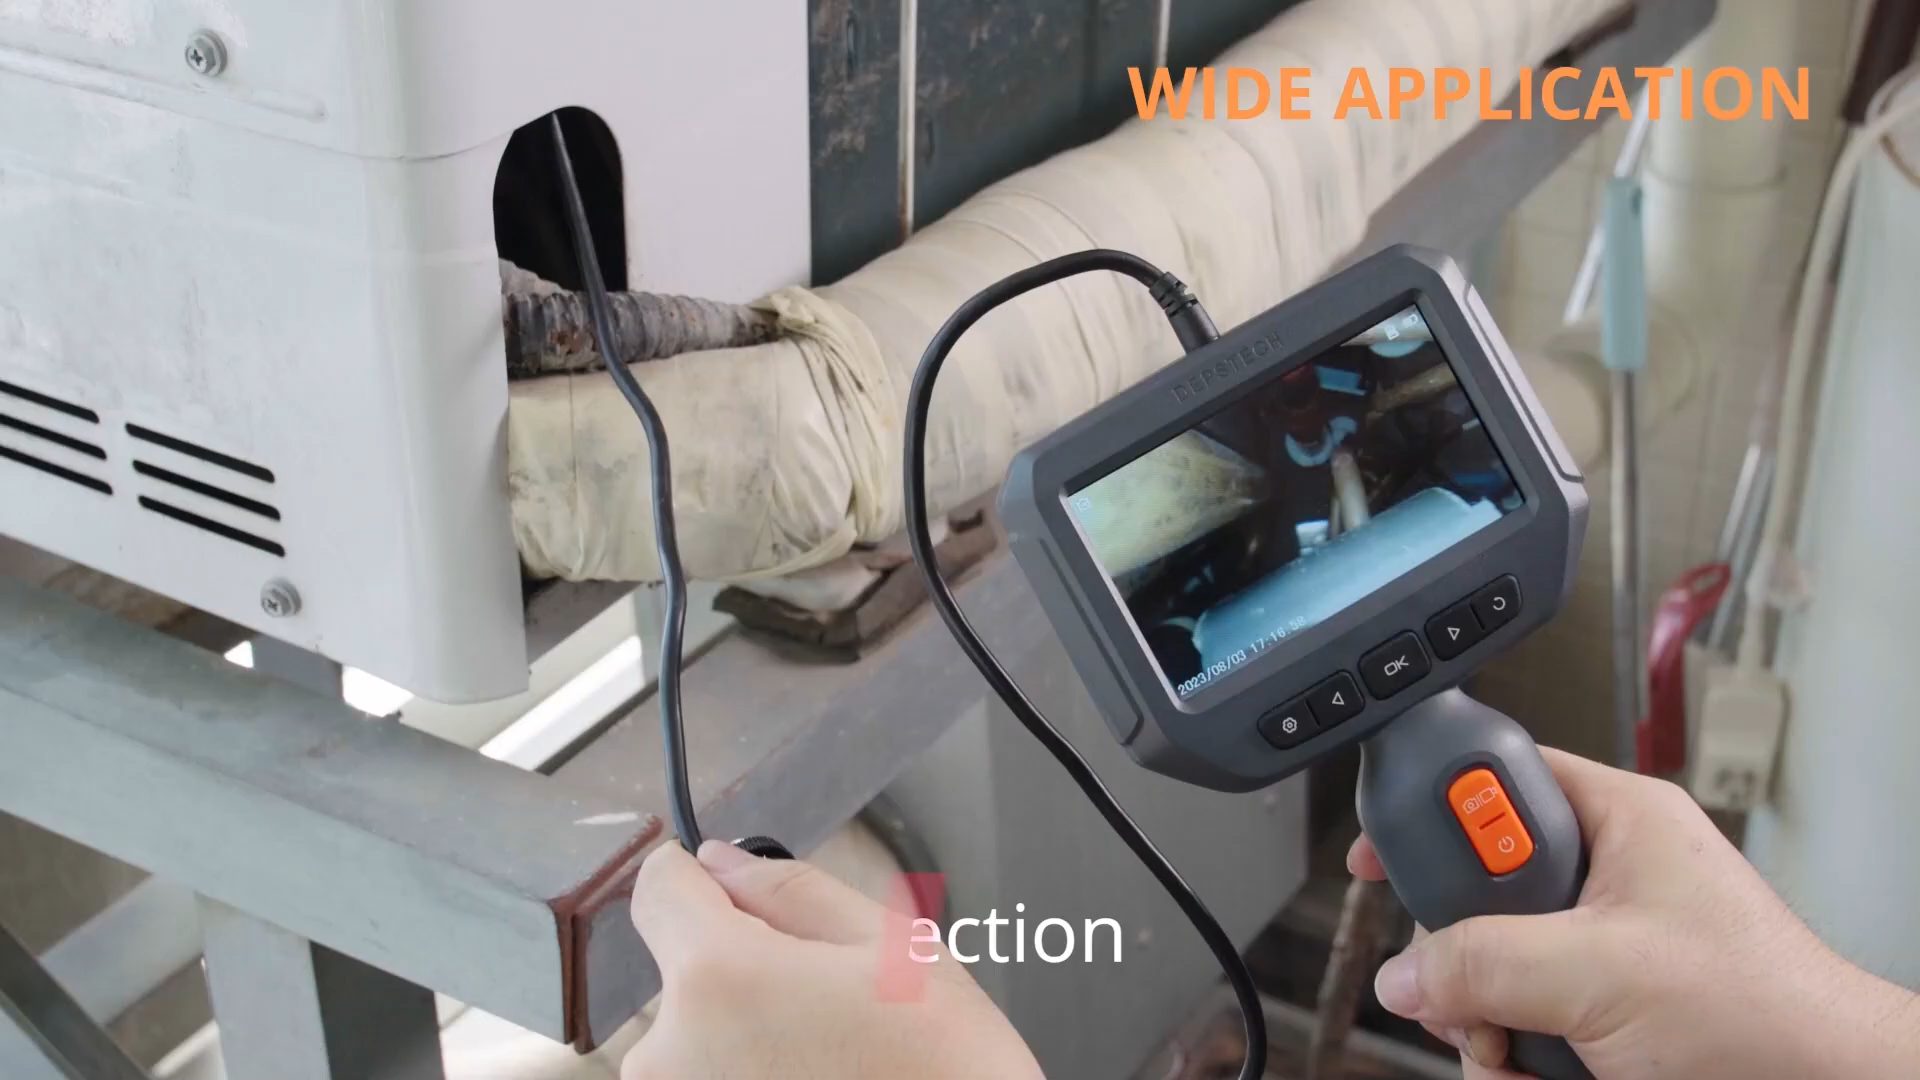 WIDE APPLICATION
DEPSTECH
2023/08/03 17:16:58
OK
ection